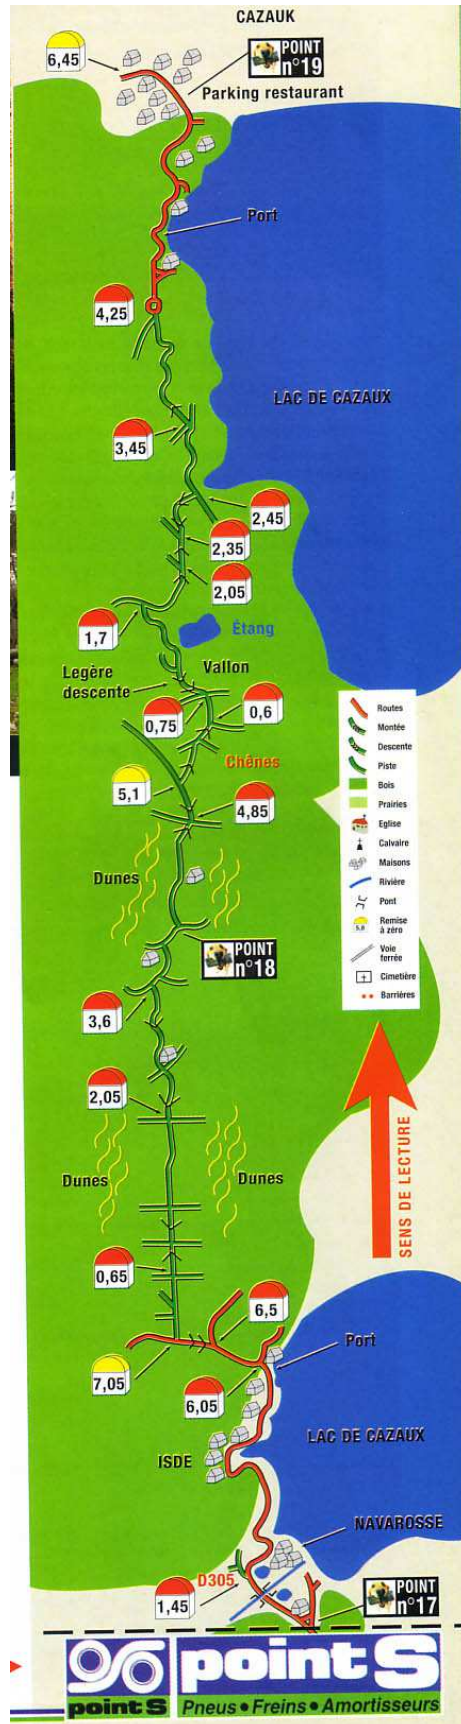 CAZAUK
6,45
POINT
n°19
Parking restaurant
Port
4,25
LAC DE CAZAUX
3,45
2,45
2,35
2,05
1,7
Étang
Legère
descente
Vallon
0,75
0,6
Chênes
5,1
4,85
Dunes
POINT
n°18
3,6
2,05
Dunes
Dunes
0,65
6,5
7,05
6,05
Port
ISDE
LAC DE CAZAUX
NAVAROSSE
D305
1,45
POINT
n°17
Routes
Montée
Descente
Piste
Bois
Prairies
Eglise
Calvaire
Maisons
Rivière
Pont
5,8
Remise
à zéro
Voie
ferrée
Cimetière
Barrières
SENS DE LECTURE
point S
point S
Pneus • Freins • Amortisseurs